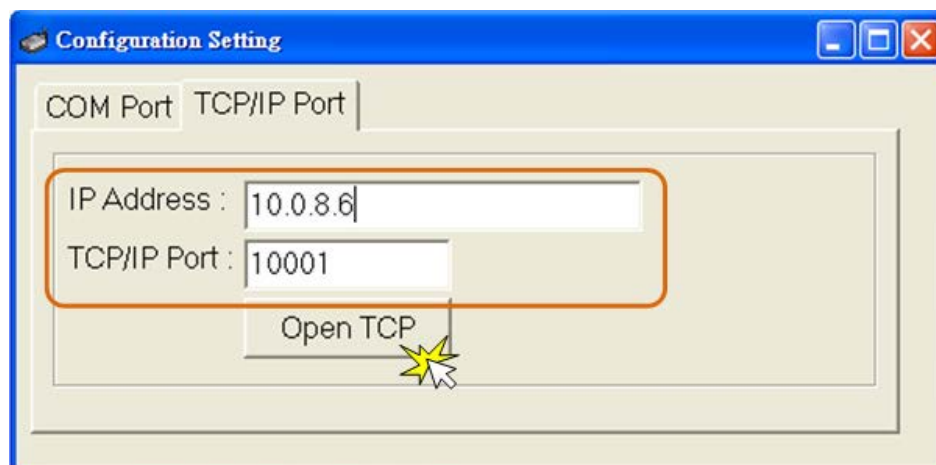 Configuration Setting
COM Port TCP/IP Port
IP Address : 10.0.8.6
TCP/IP Port : 10001
Open TCP